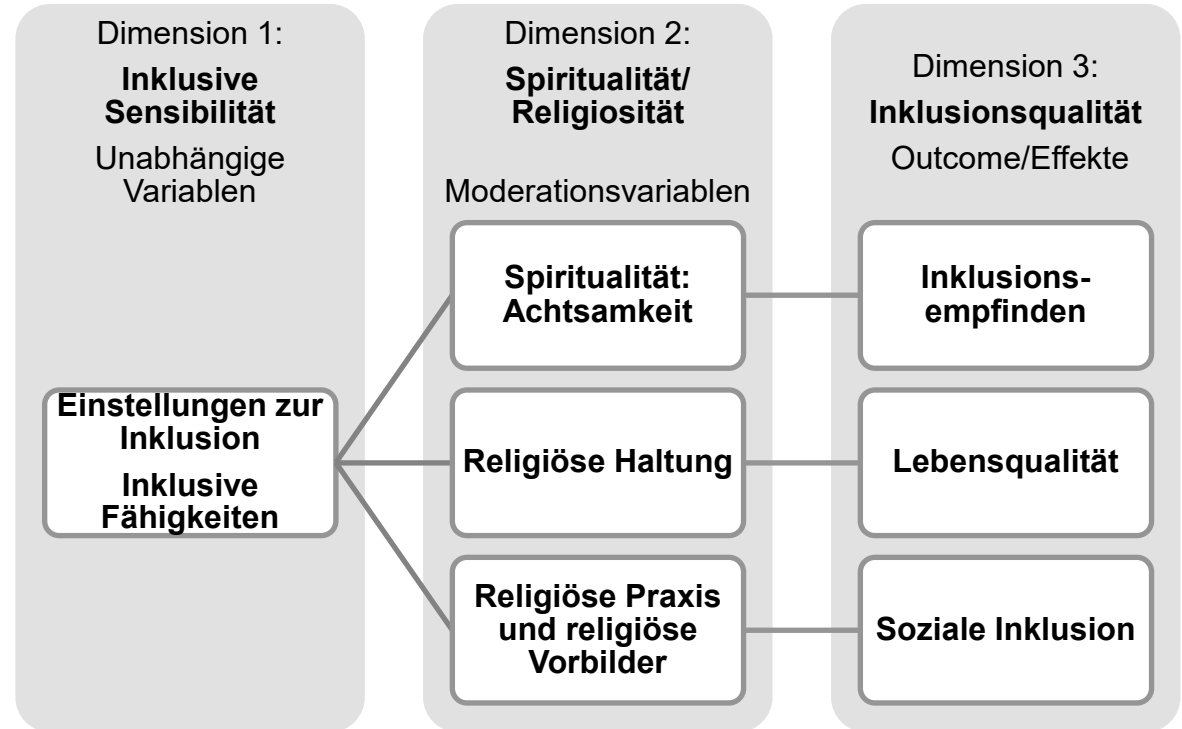 Dimension 1:
Inklusive
Sensibilität
Unabhängige
Variablen
Einstellungen zur
Inklusion
Inklusive
Fähigkeiten
Dimension 2:
Spiritualität/
Religiosität
Moderationsvariablen
Spiritualität:
Achtsamkeit
Religiöse Haltung
Religiöse Praxis
und religiöse
Vorbilder
Dimension 3:
Inklusionsqualität
Outcome/Effekte
Inklusions-
empfinden
Lebensqualität
Soziale Inklusion